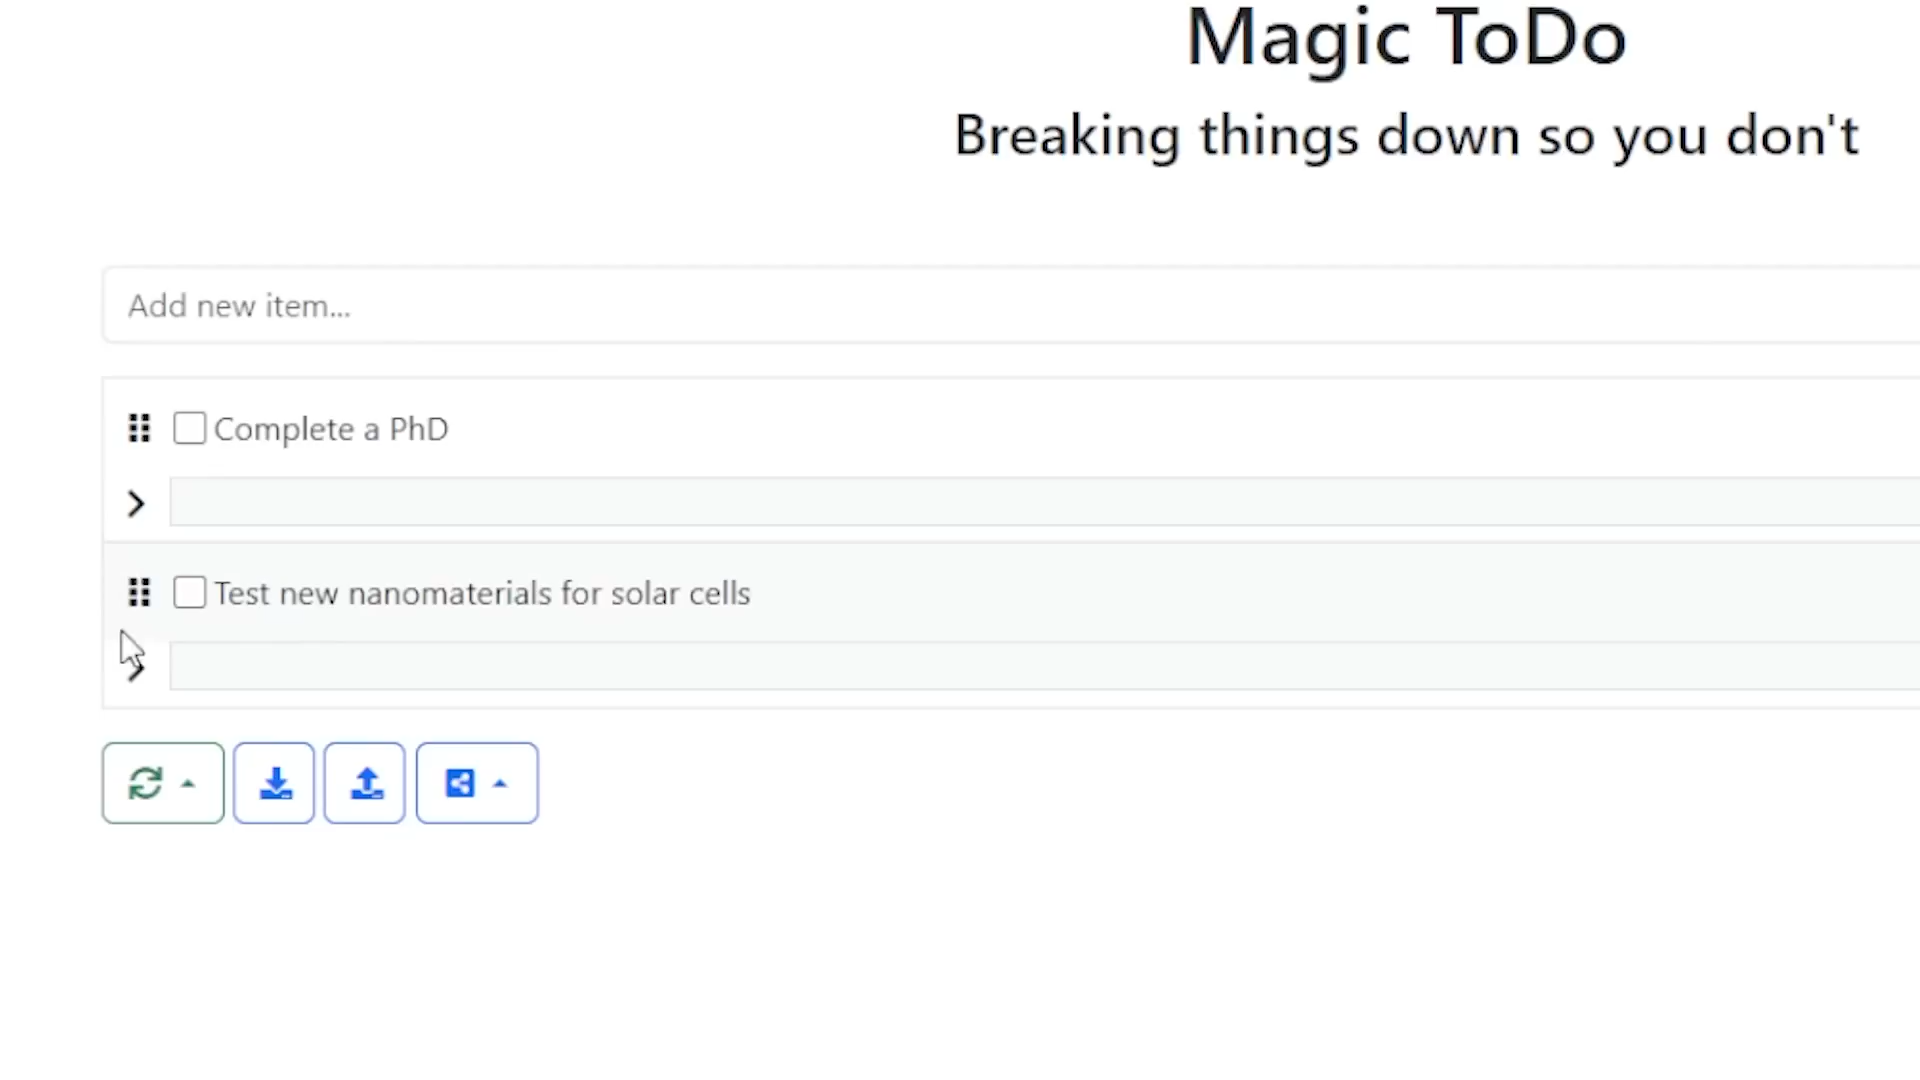 Magic ToDo
Breaking things down so you don't
Add new item...
Complete a PhD
Test new nanomaterials for solar cells